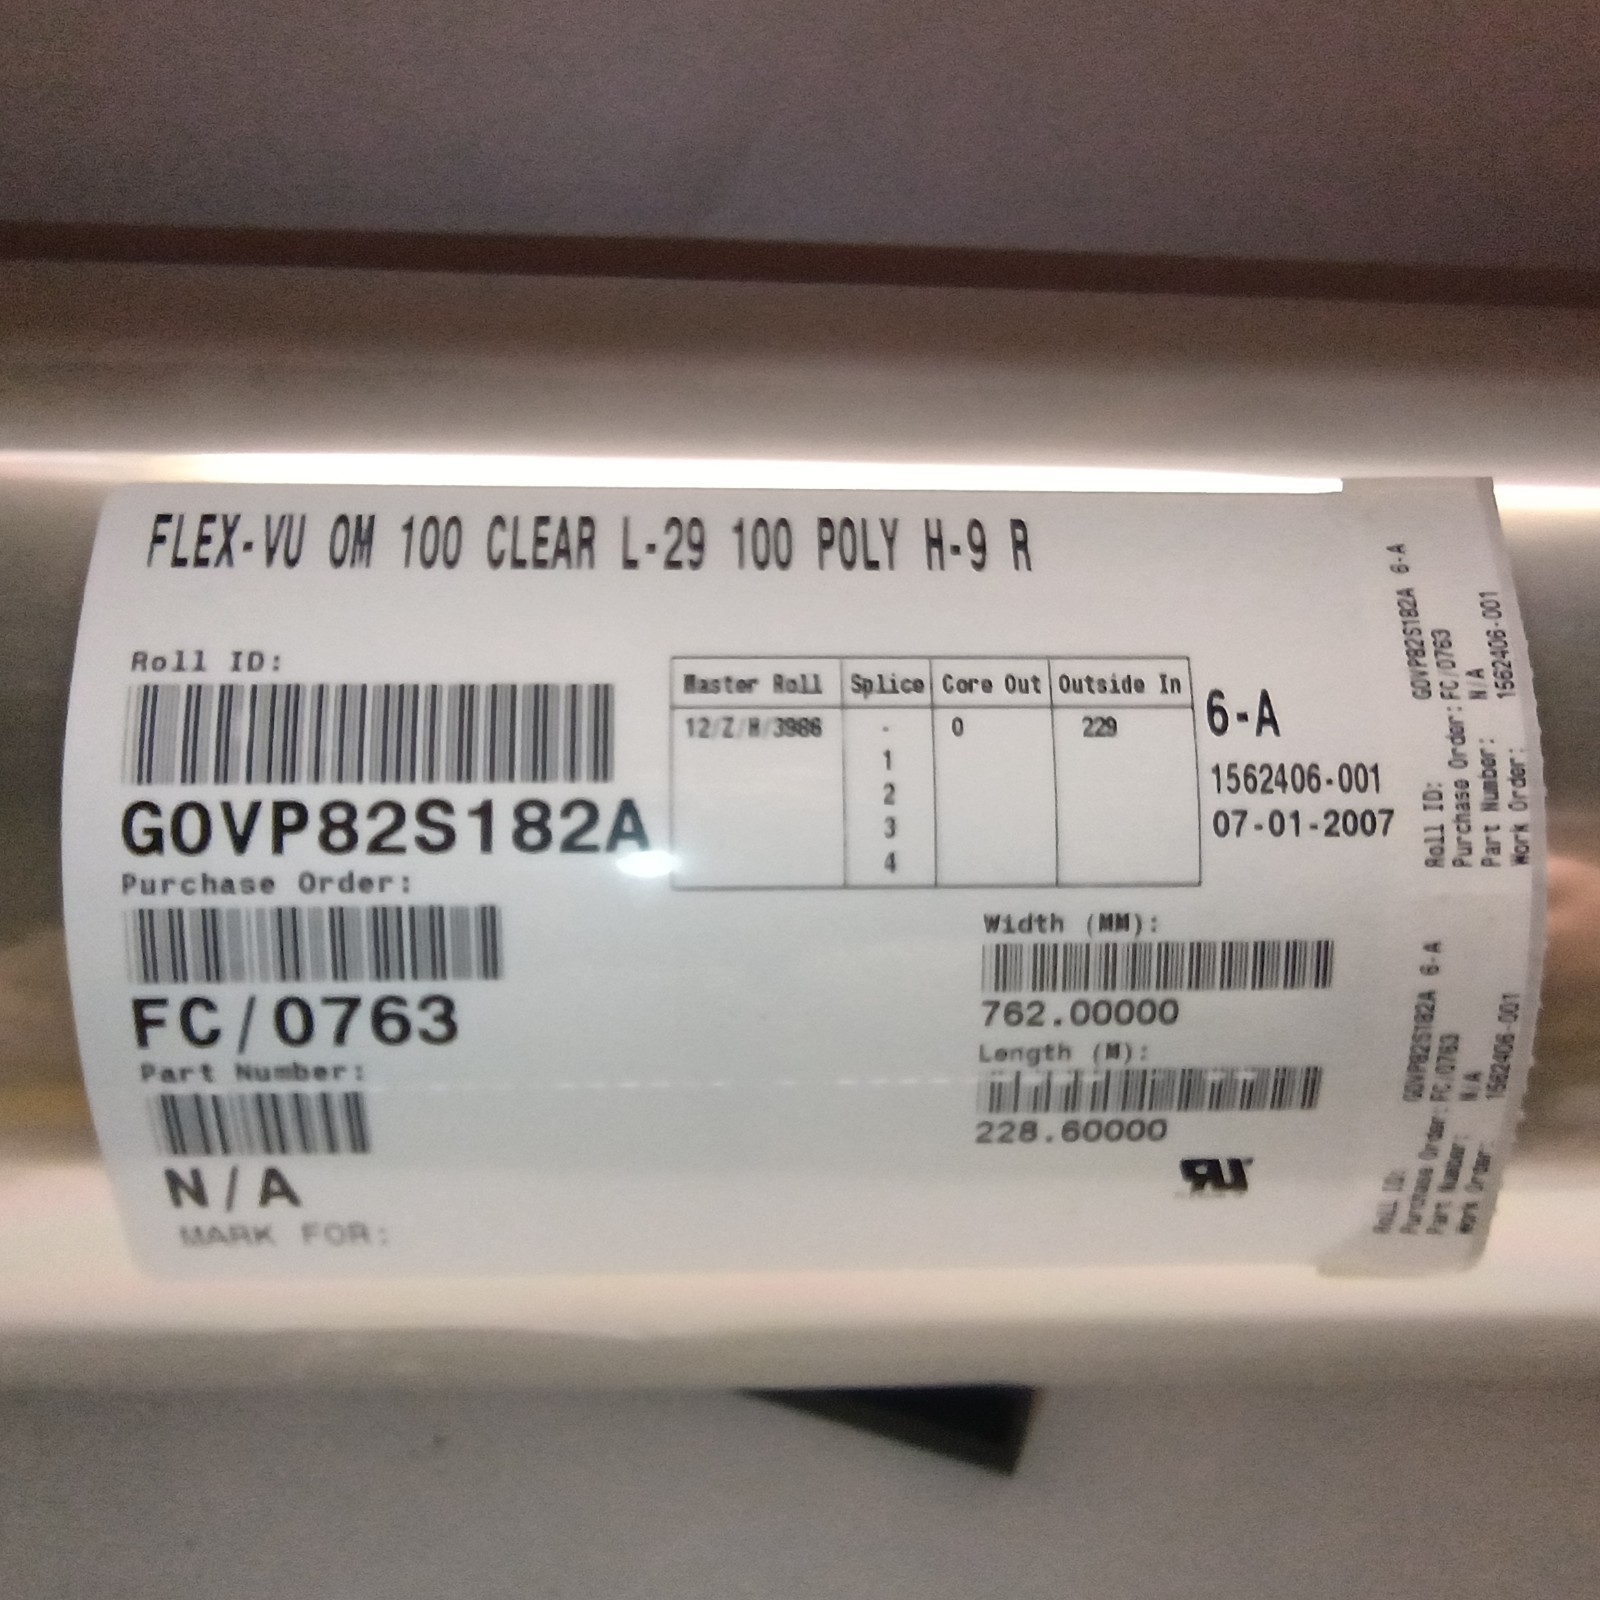 FLEX-VU OM 100 CLEAR L-29 100 POLY H-9 R
Roll ID:
GOVP82S182A
Purchase Order:
FC/0763
Part Number:
N/A
MARK FOR:
Master Roll Splice Core Out Outside In
12/Z/H/3986 - 0 229
1
2
3
4
6-A
1562406-001
07-01-2007
Width (MM):
762.00000
Length (M):
228.60000
Roll ID: GOVP82S182A 6-A
Purchase Order: FC/0763
Part Number: N/A
Work Order: 1562406-001
Roll ID: GOVP82S182A 6-A
Purchase Order: FC/0763
Part Number: N/A
Work Order: 1562406-001